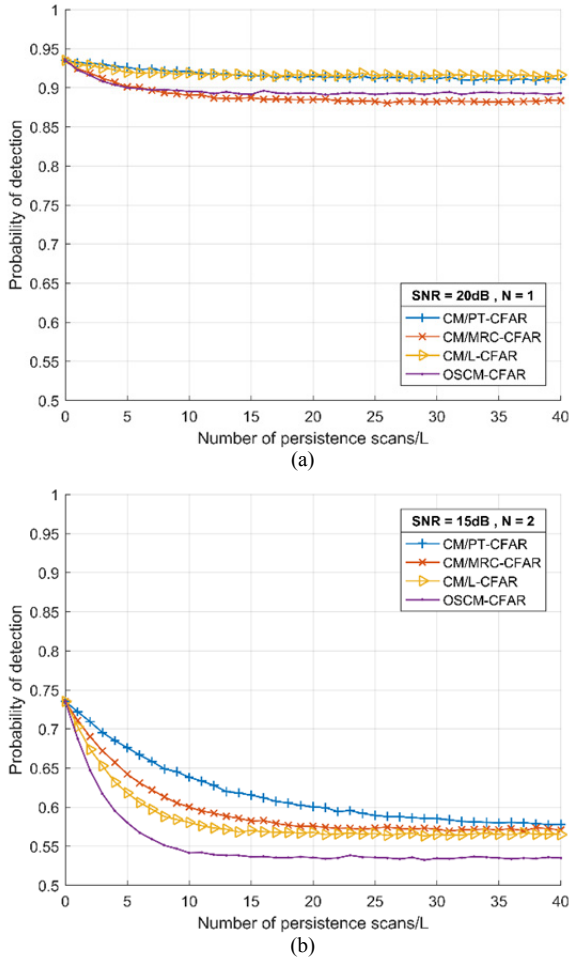 1
0.95
0.9
0.85
0.8
0.75
0.7
0.65
0.6
0.55
0.5
Probability of detection
SNR = 20dB , N = 1
CM/PT-CFAR
CM/MRC-CFAR
CM/L-CFAR
OSCM-CFAR
0 5 10 15 20 25 30 35 40
Number of persistence scans/L
(a)
1
0.95
0.9
0.85
0.8
0.75
0.7
0.65
0.6
0.55
0.5
Probability of detection
SNR = 15dB , N = 2
CM/PT-CFAR
CM/MRC-CFAR
CM/L-CFAR
OSCM-CFAR
0 5 10 15 20 25 30 35 40
Number of persistence scans/L
(b)